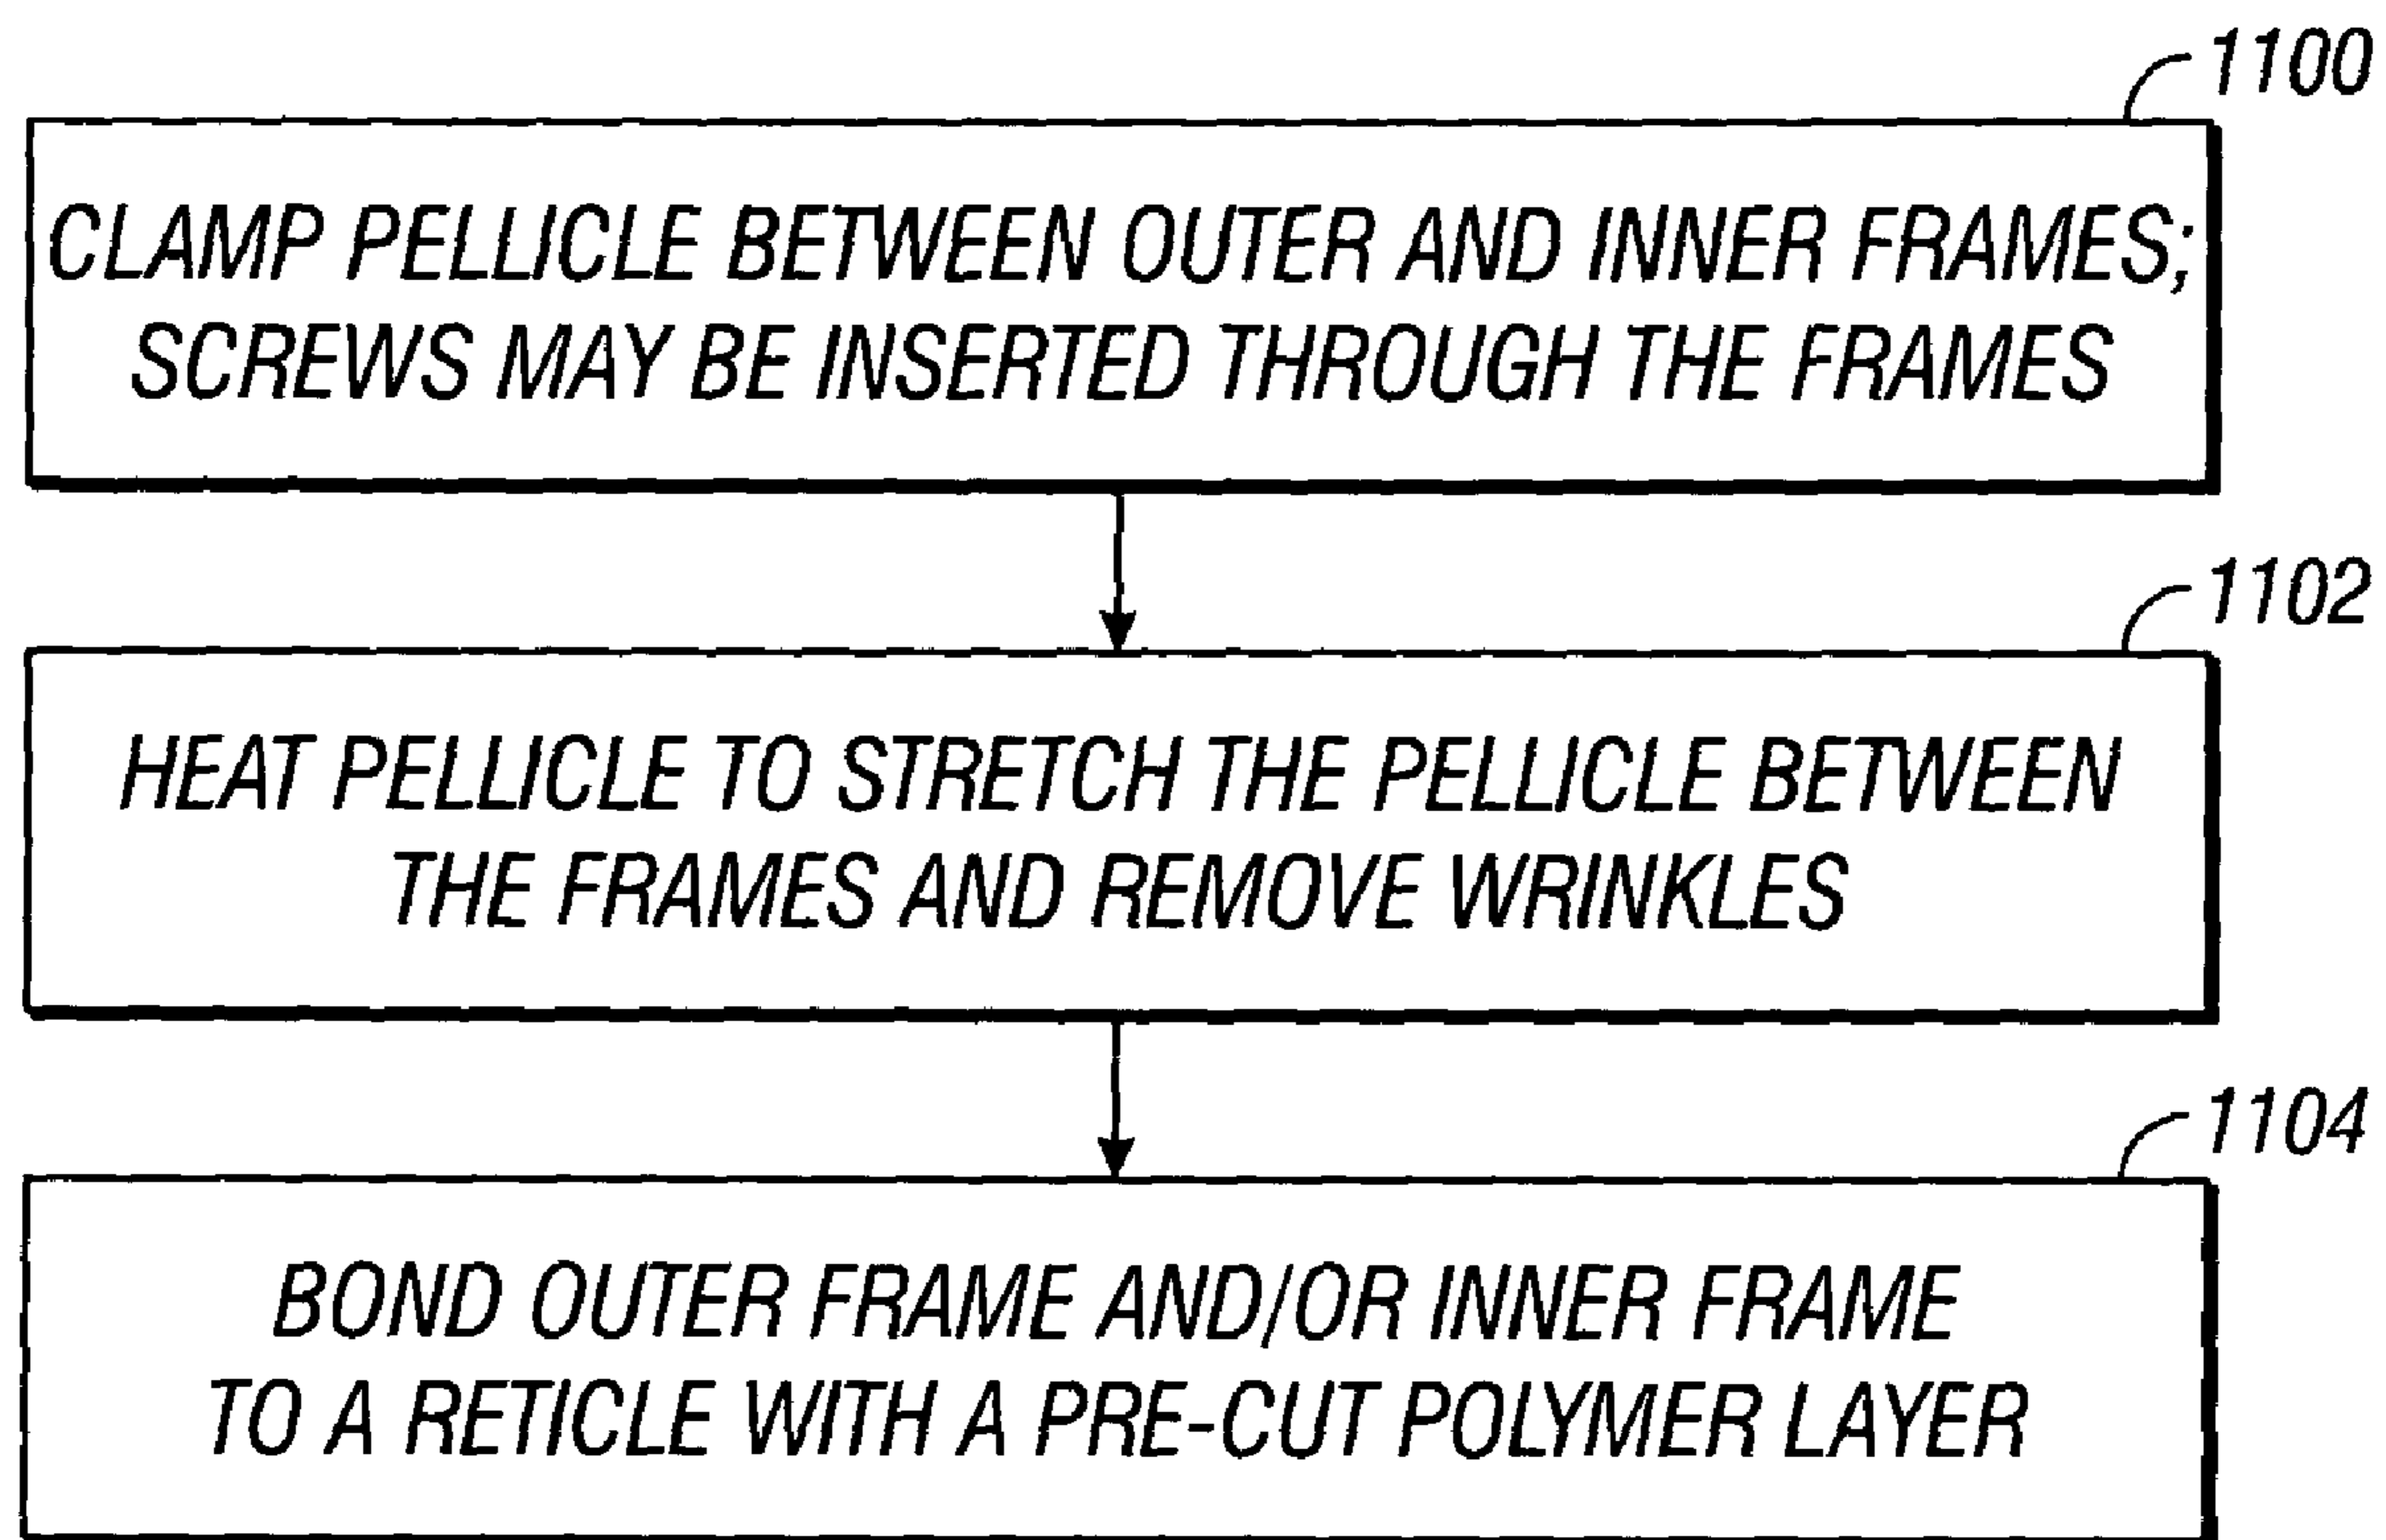 1100
CLAMP PELLICLE BETWEEN OUTER AND INNER FRAMES;
SCREWS MAY BE INSERTED THROUGH THE FRAMES
1102
HEAT PELLICLE TO STRETCH THE PELLICLE BETWEEN
THE FRAMES AND REMOVE WRINKLES
1104
BOND OUTER FRAME AND/OR INNER FRAME
TO A RETICLE WITH A PRE-CUT POLYMER LAYER